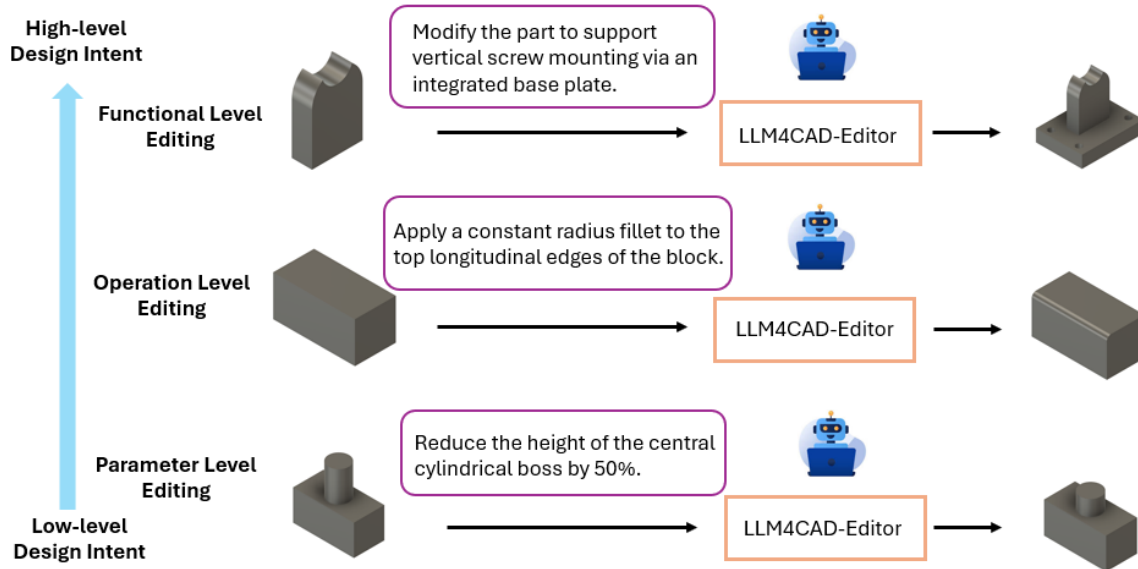 High-level
Design Intent
Functional Level
Editing
Modify the part to support
vertical screw mounting via an
integrated base plate.
LLM4CAD-Editor
Operation Level
Editing
Apply a constant radius fillet to the
top longitudinal edges of the block.
LLM4CAD-Editor
Parameter Level
Editing
Reduce the height of the central
cylindrical boss by 50%.
LLM4CAD-Editor
Low-level
Design Intent